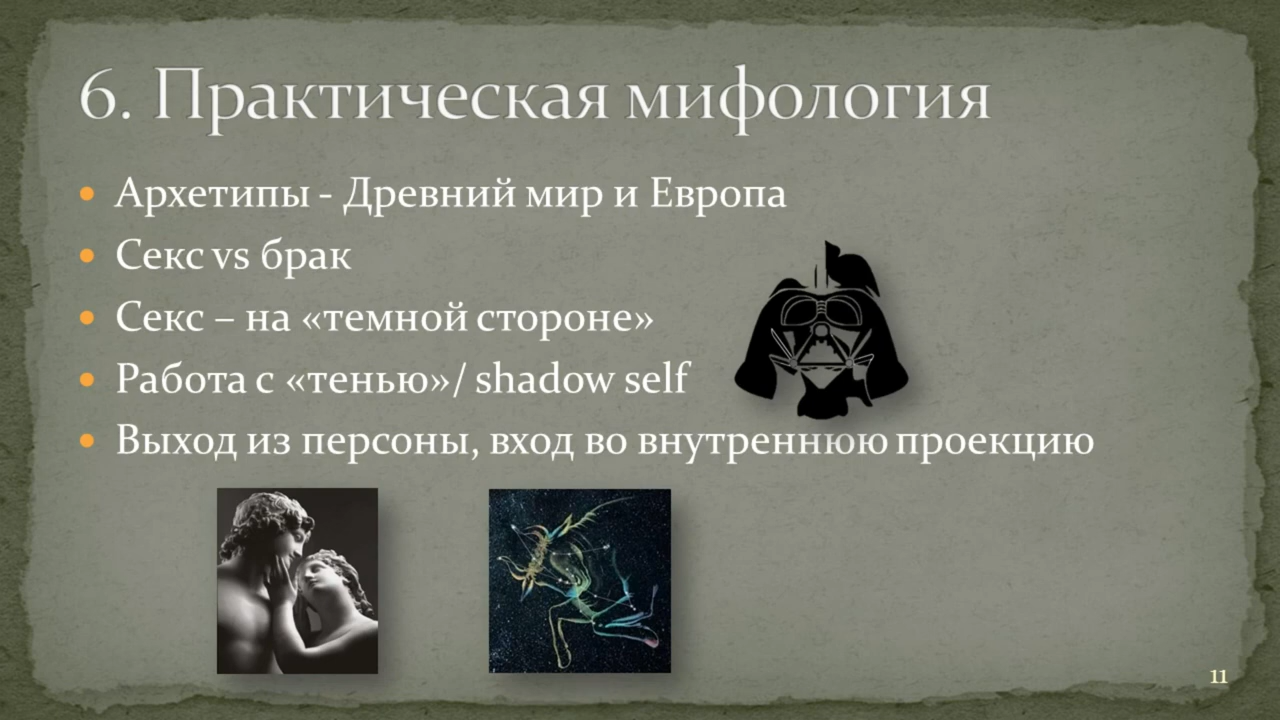 6. Практическая мифология
• Архетипы - Древний мир и Европа
• Секс vs брак
• Секс – на «темной стороне»
• Работа с «тенью»/ shadow self
• Выход из персоны, вход во внутреннюю проекцию
11